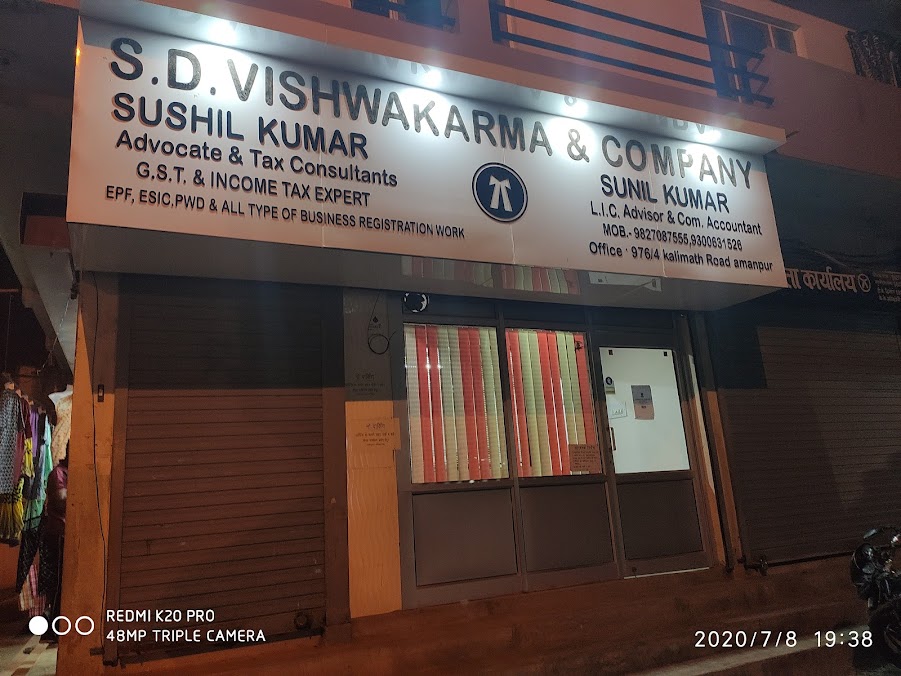 S.D. VISHWAKARMA & COMPANY
SUSHIL KUMAR
Advocate & Tax Consultants
G.S.T. & INCOME TAX EXPERT
EPF, ESIC,PWD & ALL TYPE OF BUSINESS REGISTRATION WORK
SUNIL KUMAR
L.I.C. Advisor & Com. Accountant
MOB.- 9827087555,9300631526
Office : 976/4 kalimath Road amanpur
कार्यालय
REDMI K20 PRO
48MP TRIPLE CAMERA
2020/7/8 19:38